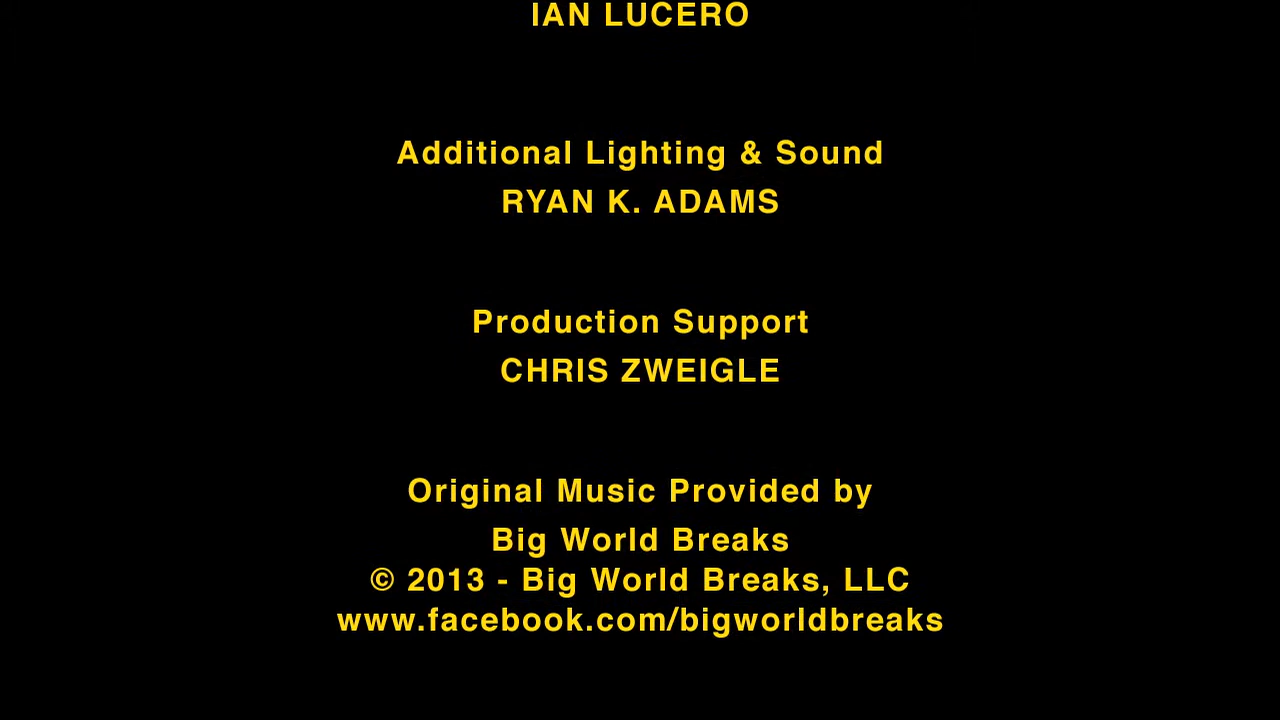 IAN LUCERO
Additional Lighting & Sound
RYAN K. ADAMS
Production Support
CHRIS ZWEIGLE
Original Music Provided by
Big World Breaks
© 2013 - Big World Breaks, LLC
www.facebook.com/bigworldbreaks